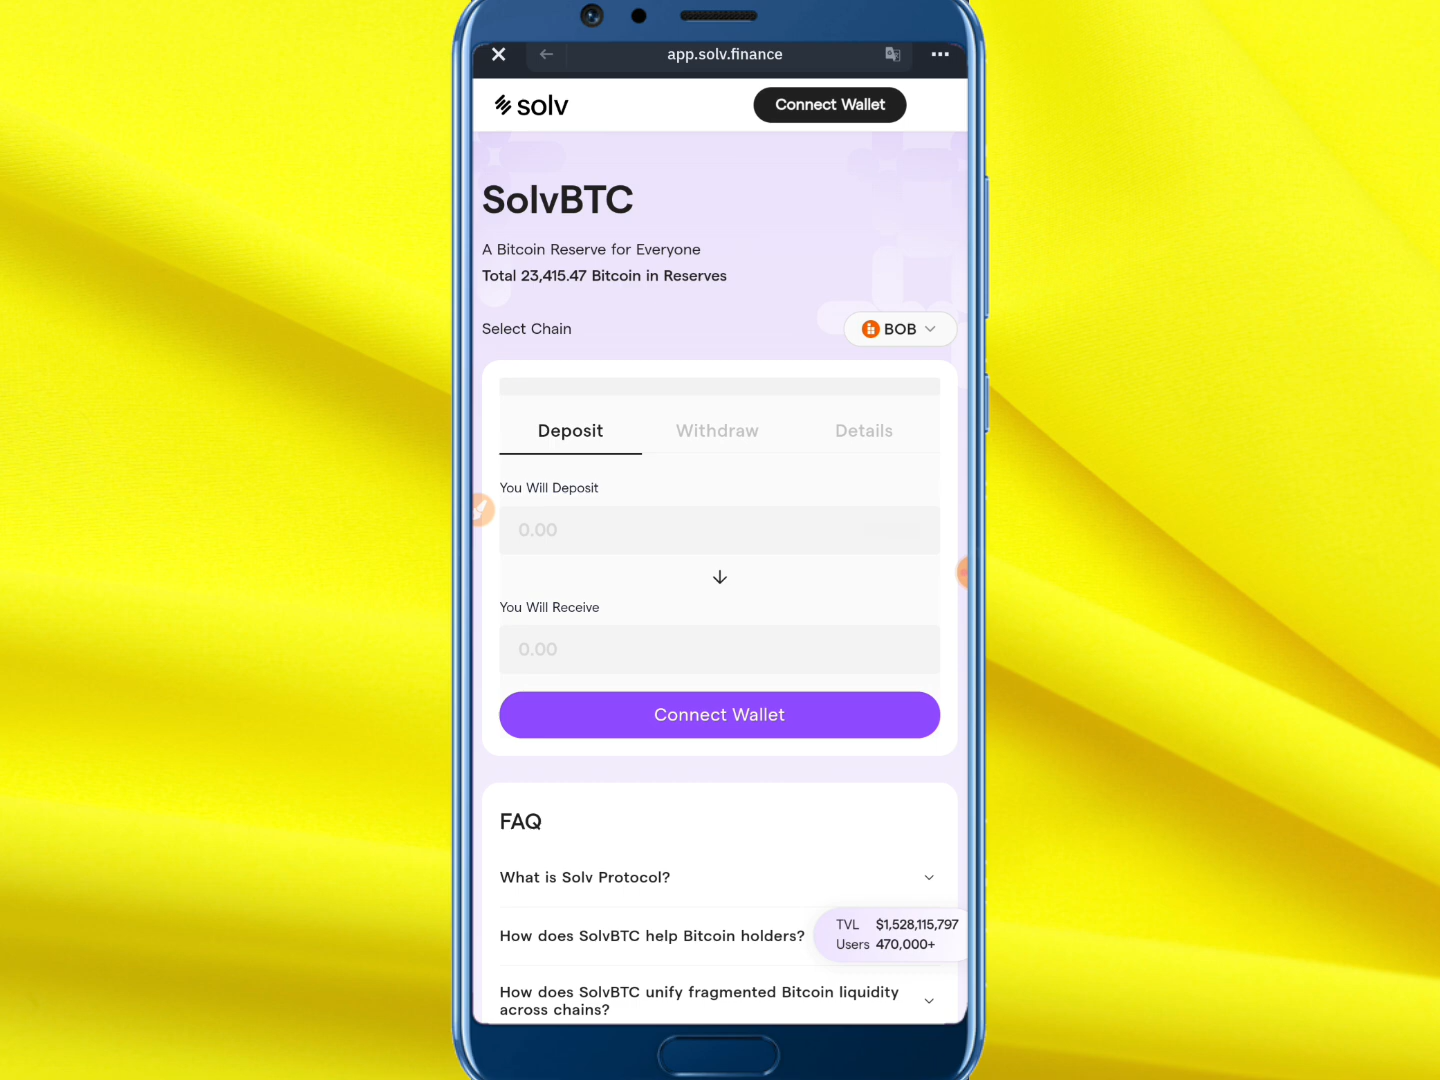 app.solv.finance
solv
Connect Wallet
SolvBTC
A Bitcoin Reserve for Everyone
Total 23,415.47 Bitcoin in Reserves
Select Chain
BOB
Deposit
Withdraw
Details
You Will Deposit
0.00
You Will Receive
0.00
Connect Wallet
FAQ
What is Solv Protocol?
TVL $1,528,115,797
How does SolvBTC help Bitcoin holders?
Users 470,000+
How does SolvBTC unify fragmented Bitcoin liquidity
across chains?